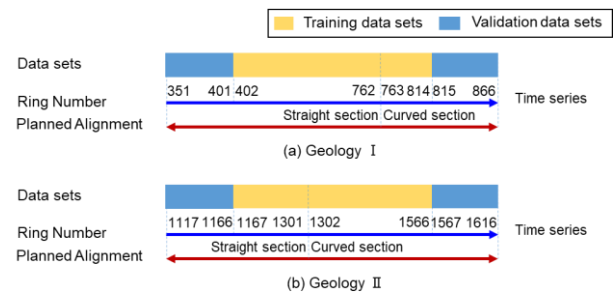 Training data sets Validation data sets
Data sets
351 401 402 762 763 814 815 866
Ring Number Time series
Straight section Curved section
Planned Alignment
(a) Geology Ⅰ
Data sets
1117 1166 1167 1301 1302 1566 1567 1616
Ring Number Time series
Straight section Curved section
Planned Alignment
(b) Geology Ⅱ